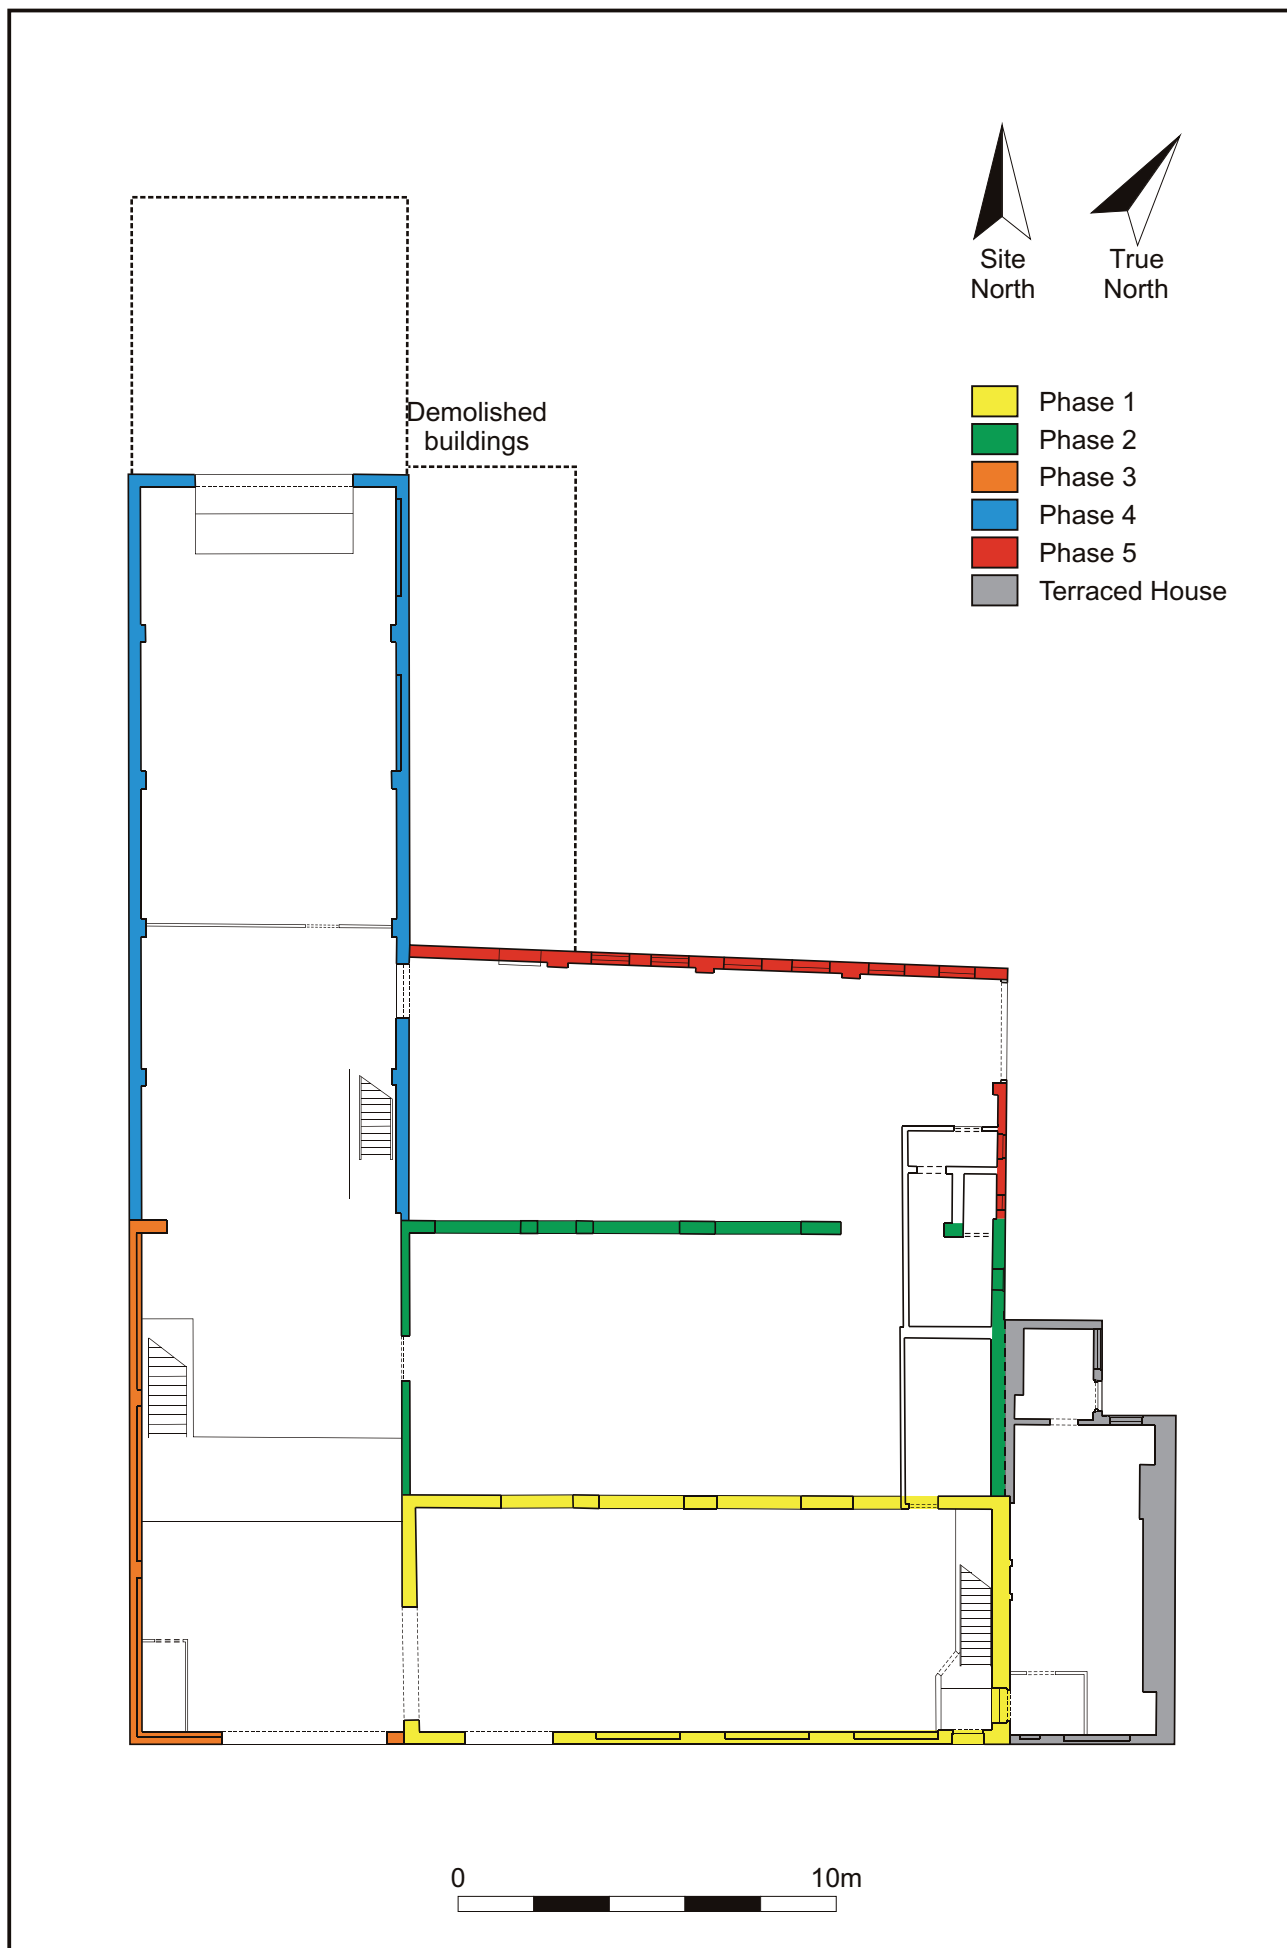 Site
North
True
North
Phase 1
Phase 2
Phase 3
Phase 4
Phase 5
Terraced House
Demolished
buildings
0
10m